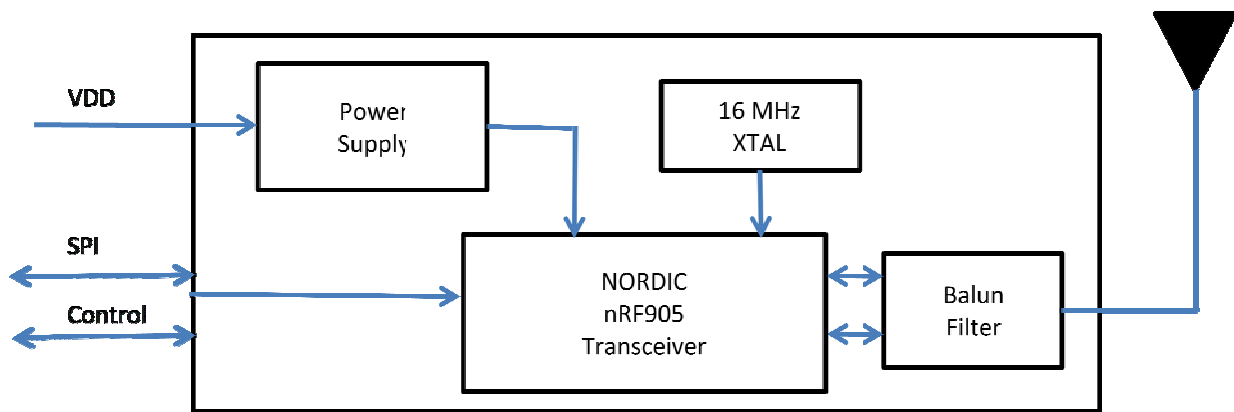 VDD
Power
Supply
16 MHz
XTAL
SPI
Control
NORDIC
nRF905
Transceiver
Balun
Filter